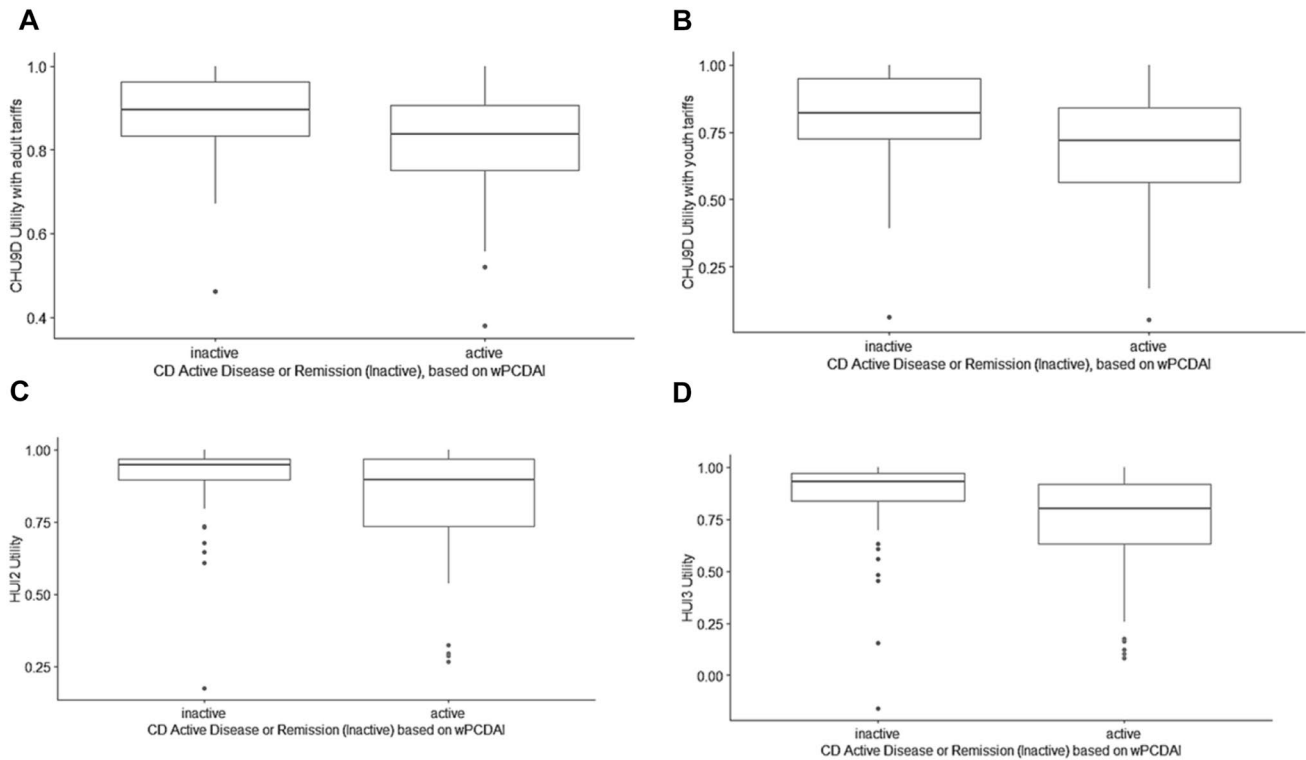 A
CHU9D Utility with adult tariffs
1.0
0.8
0.6
0.4
inactive
active
CD Active Disease or Remission (Inactive), based on wPCDAI
B
CHU9D Utility with youth tariffs
1.00
0.75
0.50
0.25
inactive
active
CD Active Disease or Remission (Inactive), based on wPCDAI
C
HUI2 Utility
1.00
0.75
0.50
0.25
inactive
active
CD Active Disease or Remission (Inactive) based on wPCDAI
D
HUI3 Utility
1.00
0.75
0.50
0.25
0.00
inactive
active
CD Active Disease or Remission (Inactive) based on wPCDAI